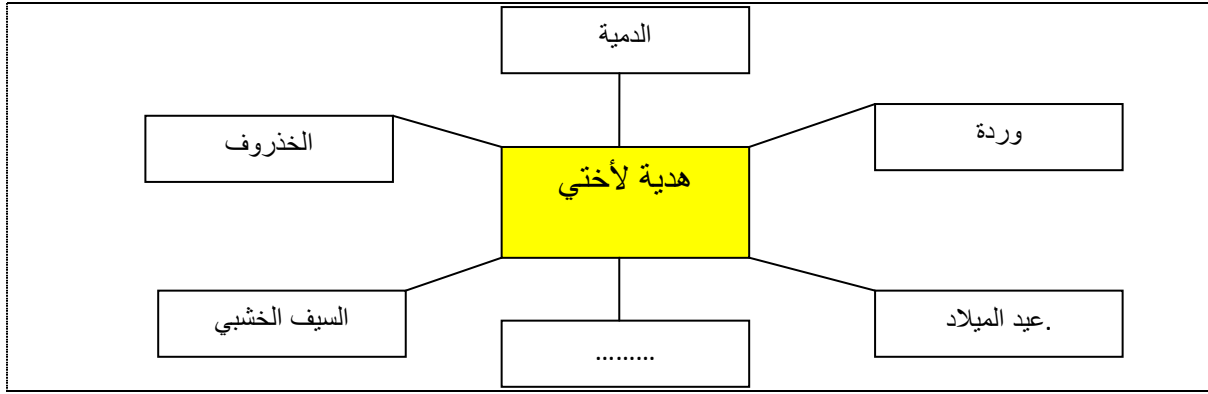 الدمية
وردة
الخذروف
هدية لأختي
عيد الميلاد.
السيف الخشبي
.........